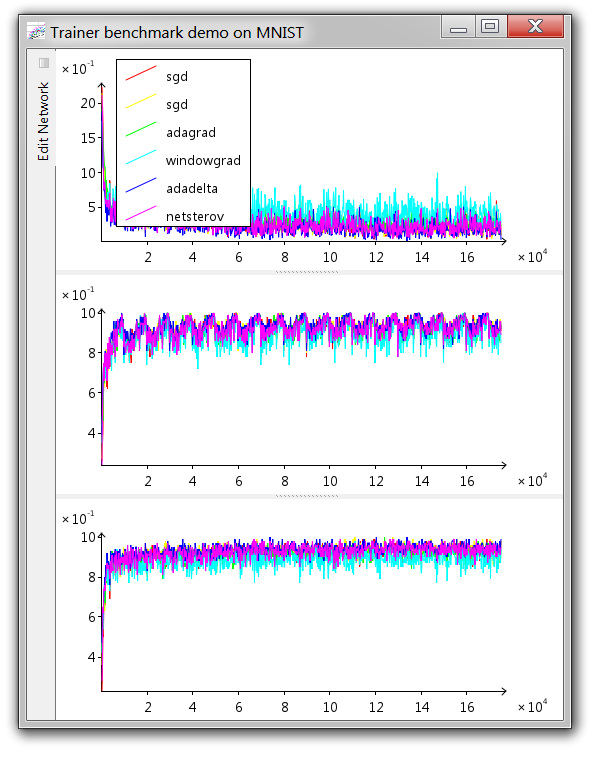 Trainer benchmark demo on MNIST
Edit Network
×10⁻¹
20
15
10
5
sgd
sgd
adagrad
windowgrad
adadelta
netsterov
2 4 6 8 10 12 14 16 ×10⁴
×10⁻¹
10
8
6
4
2 4 6 8 10 12 14 16 ×10⁴
×10⁻¹
10
8
6
4
2 4 6 8 10 12 14 16 ×10⁴